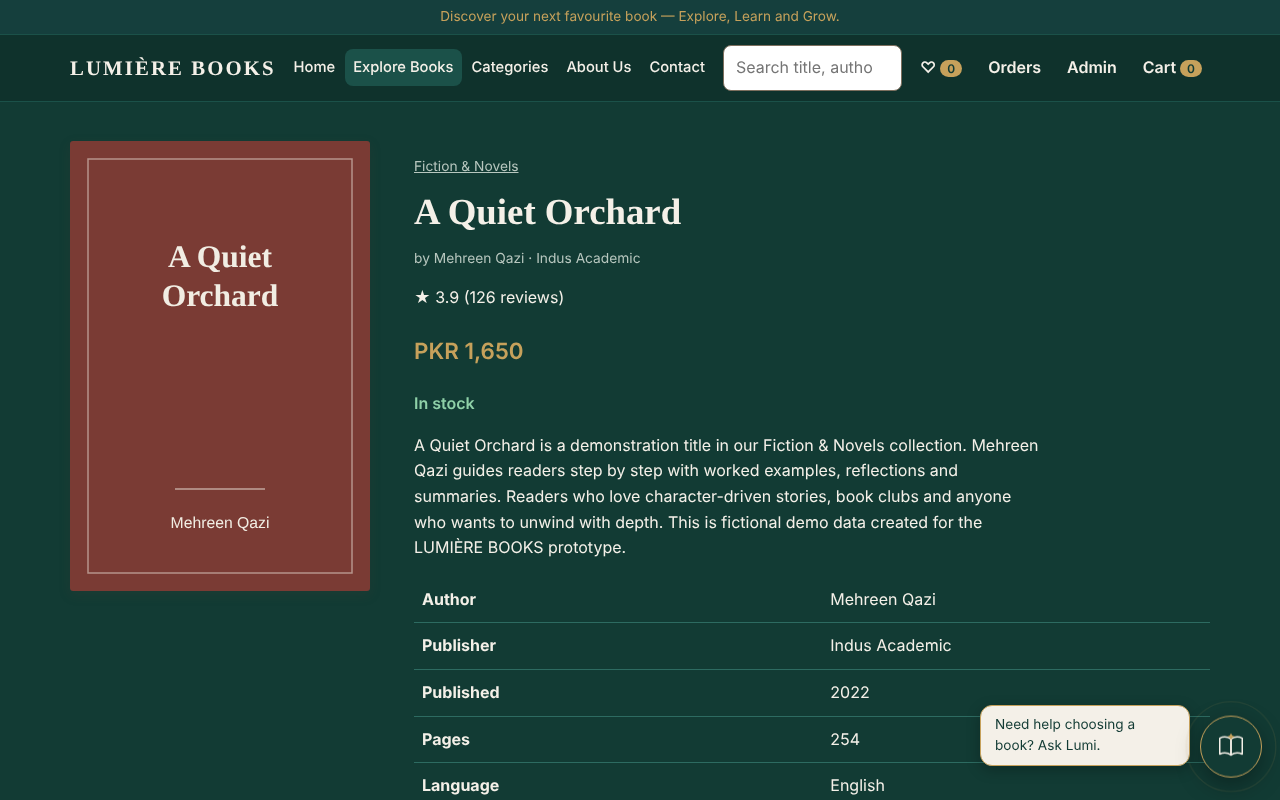 Discover your next favourite book — Explore, Learn and Grow.
LUMIÈRE BOOKS Home Explore Books Categories About Us Contact Search title, autho ♡ 0 Orders Admin Cart 0
A Quiet
Orchard
Mehreen Qazi
Fiction & Novels
A Quiet Orchard
by Mehreen Qazi · Indus Academic
★ 3.9 (126 reviews)
PKR 1,650
In stock
A Quiet Orchard is a demonstration title in our Fiction & Novels collection. Mehreen
Qazi guides readers step by step with worked examples, reflections and
summaries. Readers who love character-driven stories, book clubs and anyone
who wants to unwind with depth. This is fictional demo data created for the
LUMIÈRE BOOKS prototype.
Author Mehreen Qazi
Publisher Indus Academic
Published 2022
Pages 254
Language English
Need help choosing a
book? Ask Lumi.